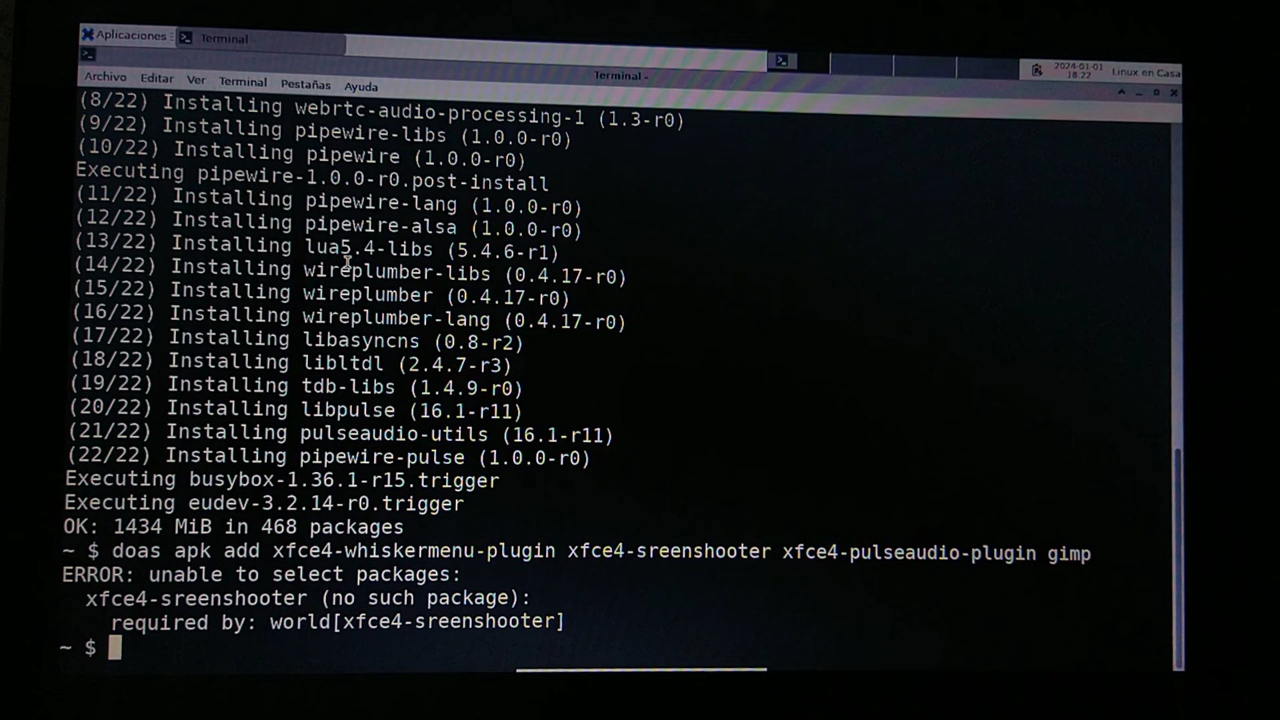 Aplicaciones
Terminal
Terminal -
2024-01-01
18:22
Linux en Casa
Archivo Editar Ver Terminal Pestañas Ayuda
(8/22) Installing webrtc-audio-processing-1 (1.3-r0)
(9/22) Installing pipewire-libs (1.0.0-r0)
(10/22) Installing pipewire (1.0.0-r0)
Executing pipewire-1.0.0-r0.post-install
(11/22) Installing pipewire-lang (1.0.0-r0)
(12/22) Installing pipewire-alsa (1.0.0-r0)
(13/22) Installing lua5.4-libs (5.4.6-r1)
(14/22) Installing wireplumber-libs (0.4.17-r0)
(15/22) Installing wireplumber (0.4.17-r0)
(16/22) Installing wireplumber-lang (0.4.17-r0)
(17/22) Installing libasyncns (0.8-r2)
(18/22) Installing libltdl (2.4.7-r3)
(19/22) Installing tdb-libs (1.4.9-r0)
(20/22) Installing libpulse (16.1-r11)
(21/22) Installing pulseaudio-utils (16.1-r11)
(22/22) Installing pipewire-pulse (1.0.0-r0)
Executing busybox-1.36.1-r15.trigger
Executing eudev-3.2.14-r0.trigger
OK: 1434 MiB in 468 packages
~ $ doas apk add xfce4-whiskermenu-plugin xfce4-sreenshooter xfce4-pulseaudio-plugin gimp
ERROR: unable to select packages:
xfce4-sreenshooter (no such package):
required by: world[xfce4-sreenshooter]
~ $